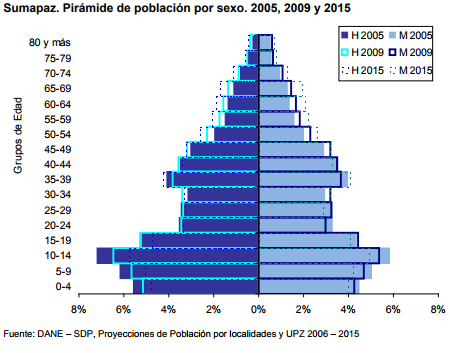 Sumapaz. Pirámide de población por sexo. 2005, 2009 y 2015
H 2005 M 2005
H 2009 M 2009
H 2015 M 2015
Grupos de Edad
80 y más
75-79
70-74
65-69
60-64
55-59
50-54
45-49
40-44
35-39
30-34
25-29
20-24
15-19
10-14
5-9
0-4
8% 6% 4% 2% 0% 2% 4% 6% 8%
Fuente: DANE – SDP, Proyecciones de Población por localidades y UPZ 2006 – 2015